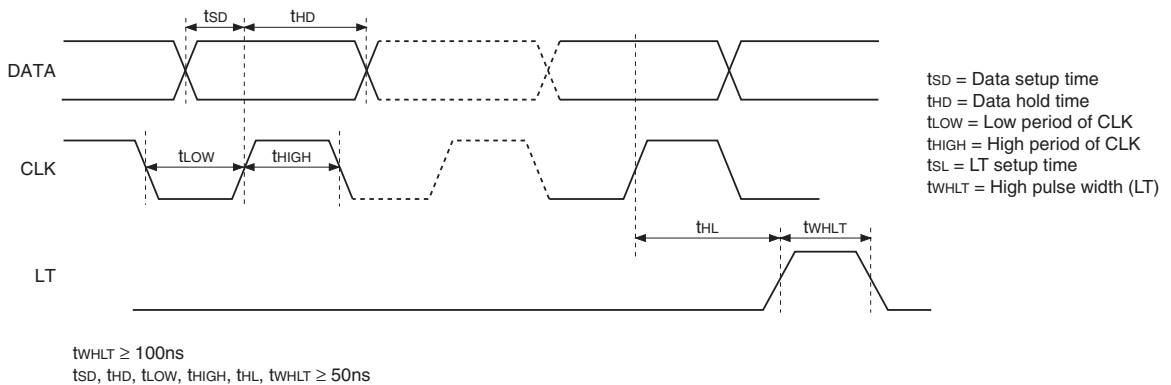 tSD
tHD
DATA
tSD = Data setup time
tHD = Data hold time
tLOW = Low period of CLK
tHIGH = High period of CLK
tSL = LT setup time
tWHLT = High pulse width (LT)
tLOW
tHIGH
CLK
tHL
tWHLT
LT
tWHLT ≥ 100ns
tSD, tHD, tLOW, tHIGH, tHL, tWHLT ≥ 50ns